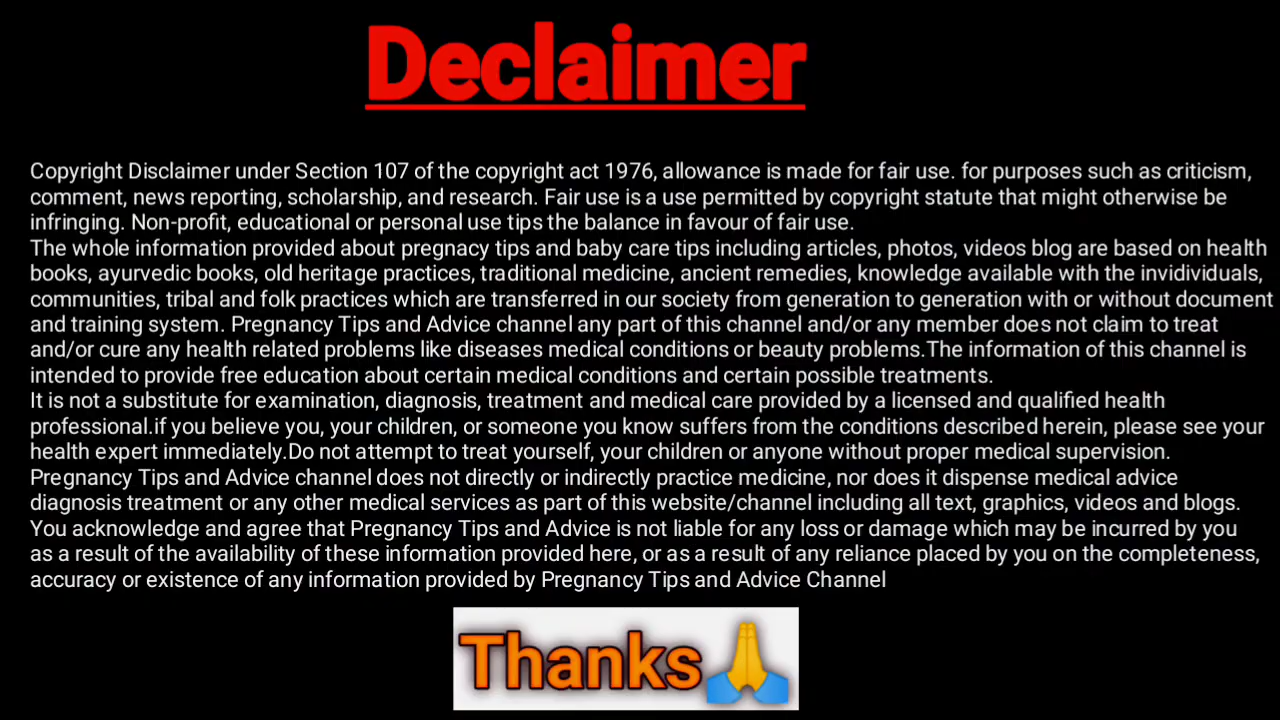 Declaimer
Copyright Disclaimer under Section 107 of the copyright act 1976, allowance is made for fair use. for purposes such as criticism,
comment, news reporting, scholarship, and research. Fair use is a use permitted by copyright statute that might otherwise be
infringing. Non-profit, educational or personal use tips the balance in favour of fair use.
The whole information provided about pregnacy tips and baby care tips including articles, photos, videos blog are based on health
books, ayurvedic books, old heritage practices, traditional medicine, ancient remedies, knowledge available with the invidividuals,
communities, tribal and folk practices which are transferred in our society from generation to generation with or without document
and training system. Pregnancy Tips and Advice channel any part of this channel and/or any member does not claim to treat
and/or cure any health related problems like diseases medical conditions or beauty problems.The information of this channel is
intended to provide free education about certain medical conditions and certain possible treatments.
It is not a substitute for examination, diagnosis, treatment and medical care provided by a licensed and qualified health
professional.if you believe you, your children, or someone you know suffers from the conditions described herein, please see your
health expert immediately.Do not attempt to treat yourself, your children or anyone without proper medical supervision.
Pregnancy Tips and Advice channel does not directly or indirectly practice medicine, nor does it dispense medical advice
diagnosis treatment or any other medical services as part of this website/channel including all text, graphics, videos and blogs.
You acknowledge and agree that Pregnancy Tips and Advice is not liable for any loss or damage which may be incurred by you
as a result of the availability of these information provided here, or as a result of any reliance placed by you on the completeness,
accuracy or existence of any information provided by Pregnancy Tips and Advice Channel
Thanks🙏